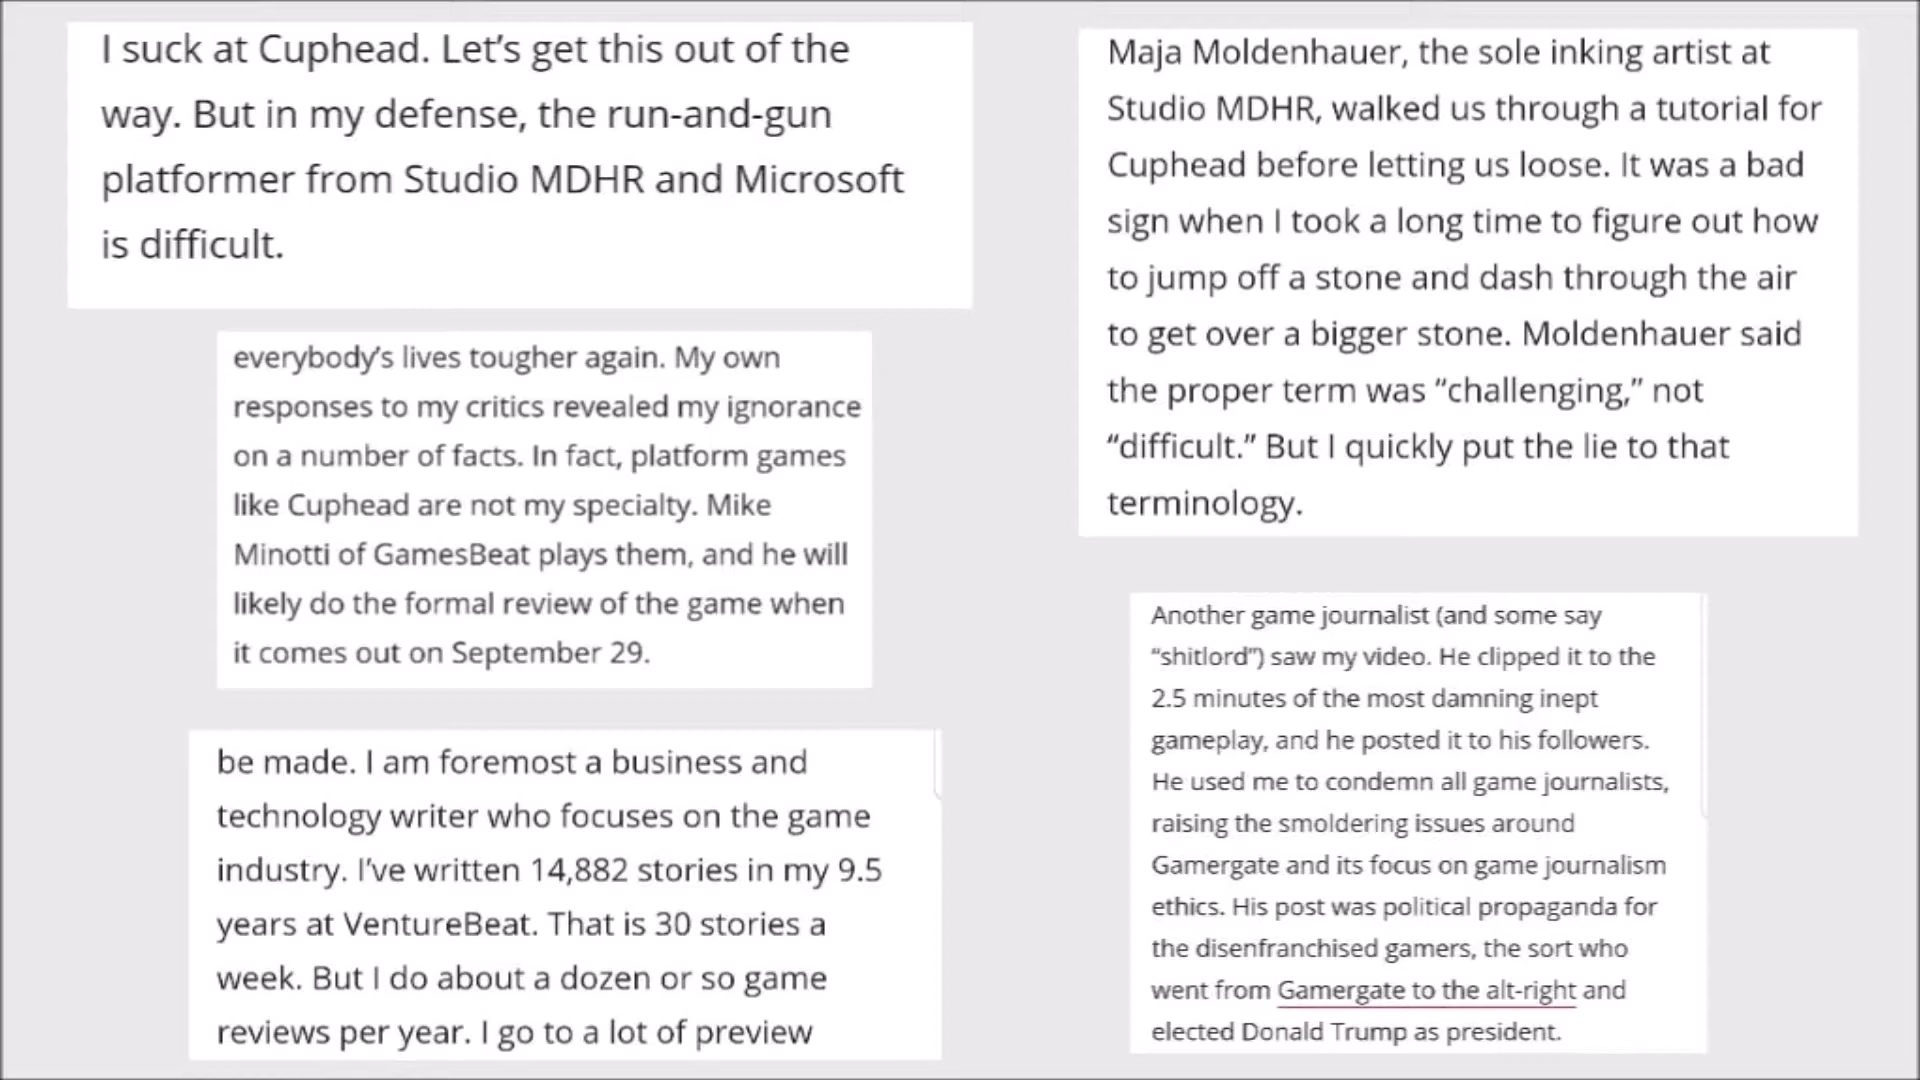 I suck at Cuphead. Let’s get this out of the
way. But in my defense, the run-and-gun
platformer from Studio MDHR and Microsoft
is difficult.
everybody’s lives tougher again. My own
responses to my critics revealed my ignorance
on a number of facts. In fact, platform games
like Cuphead are not my specialty. Mike
Minotti of GamesBeat plays them, and he will
likely do the formal review of the game when
it comes out on September 29.
be made. I am foremost a business and
technology writer who focuses on the game
industry. I’ve written 14,882 stories in my 9.5
years at VentureBeat. That is 30 stories a
week. But I do about a dozen or so game
reviews per year. I go to a lot of preview
Maja Moldenhauer, the sole inking artist at
Studio MDHR, walked us through a tutorial for
Cuphead before letting us loose. It was a bad
sign when I took a long time to figure out how
to jump off a stone and dash through the air
to get over a bigger stone. Moldenhauer said
the proper term was “challenging,” not
“difficult.” But I quickly put the lie to that
terminology.
Another game journalist (and some say
“shitlord”) saw my video. He clipped it to the
2.5 minutes of the most damning inept
gameplay, and he posted it to his followers.
He used me to condemn all game journalists,
raising the smoldering issues around
Gamergate and its focus on game journalism
ethics. His post was political propaganda for
the disenfranchised gamers, the sort who
went from Gamergate to the alt-right and
elected Donald Trump as president.